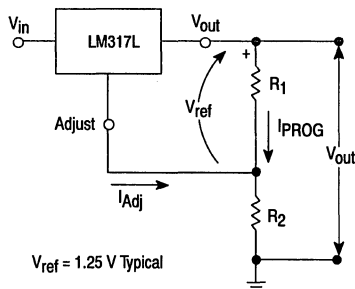 Vin
LM317L
Vout
+
R1
Adjust
Vref
IPROG
Vout
IAdj
R2
Vref = 1.25 V Typical